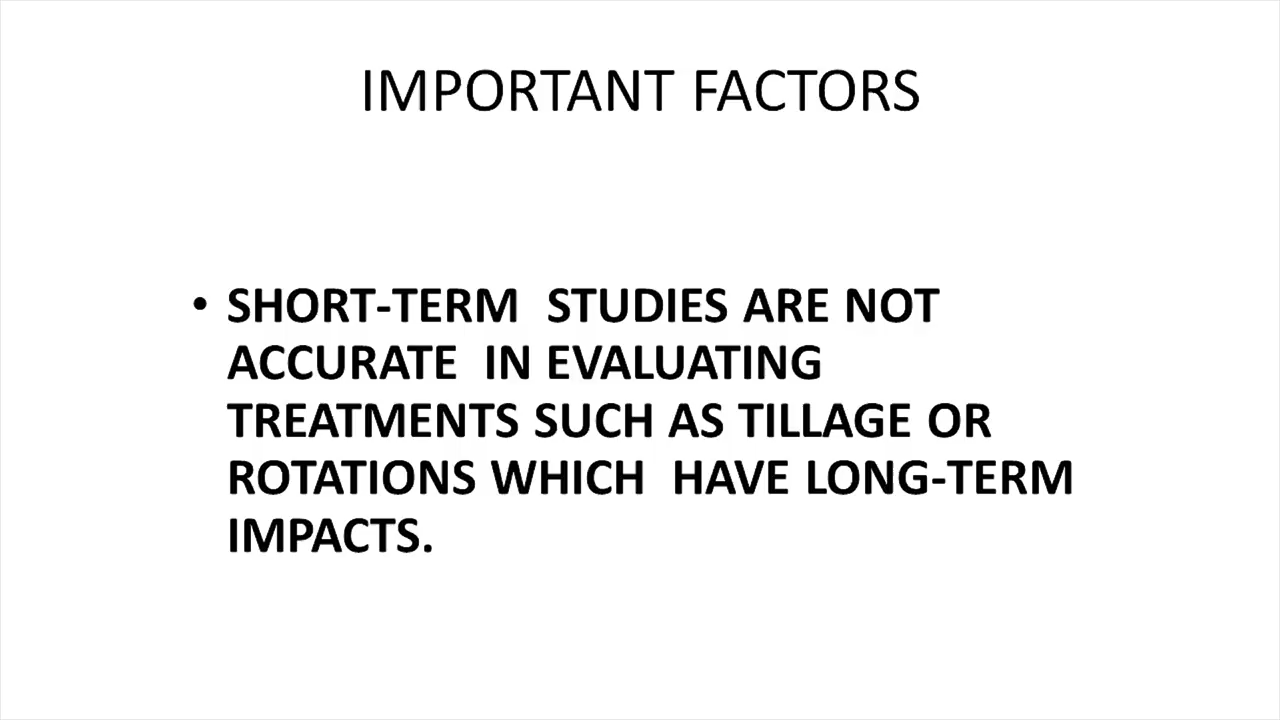 IMPORTANT FACTORS
• SHORT-TERM  STUDIES ARE NOT
ACCURATE  IN EVALUATING
TREATMENTS SUCH AS TILLAGE OR
ROTATIONS WHICH  HAVE LONG-TERM
IMPACTS.